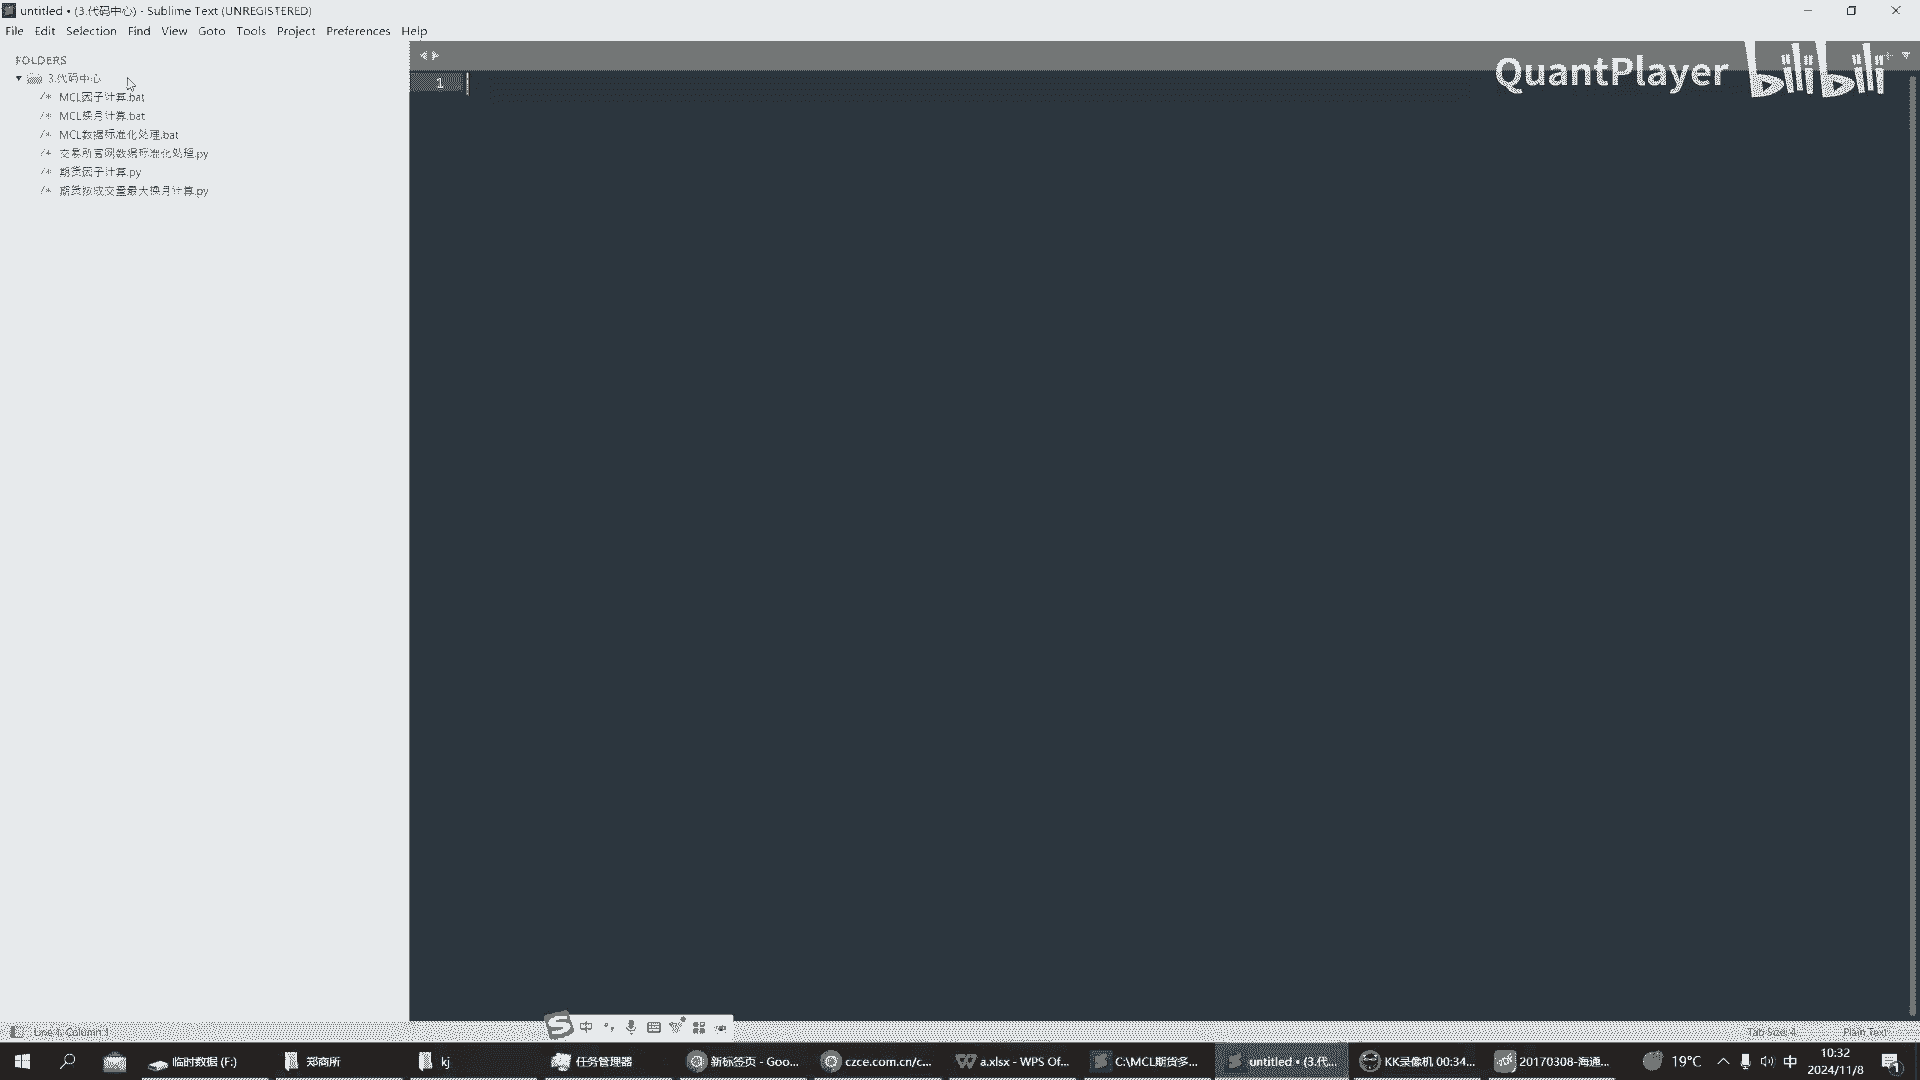 untitled • (3.代码中心) - Sublime Text (UNREGISTERED)
File Edit Selection Find View Goto Tools Project Preferences Help
FOLDERS
3.代码中心
MCL因子计算.bat
MCL换月计算.bat
MCL数据标准化处理.bat
交易所官网数据标准化处理.py
期货因子计算.py
期货按成交量最大换月计算.py
1
QuantPlayer bilibili
Line 1, Column 1
Tab Size: 4 Plain Text
中
临时数据 (F:)
郑商所
kj
任务管理器
新标签页 - Goo...
czce.com.cn/c...
a.xlsx - WPS Of...
C:\MCL期货多...
untitled • (3.代...
KK录像机 00:34...
20170308-海通...
19°C
中
10:32
2024/11/8
1